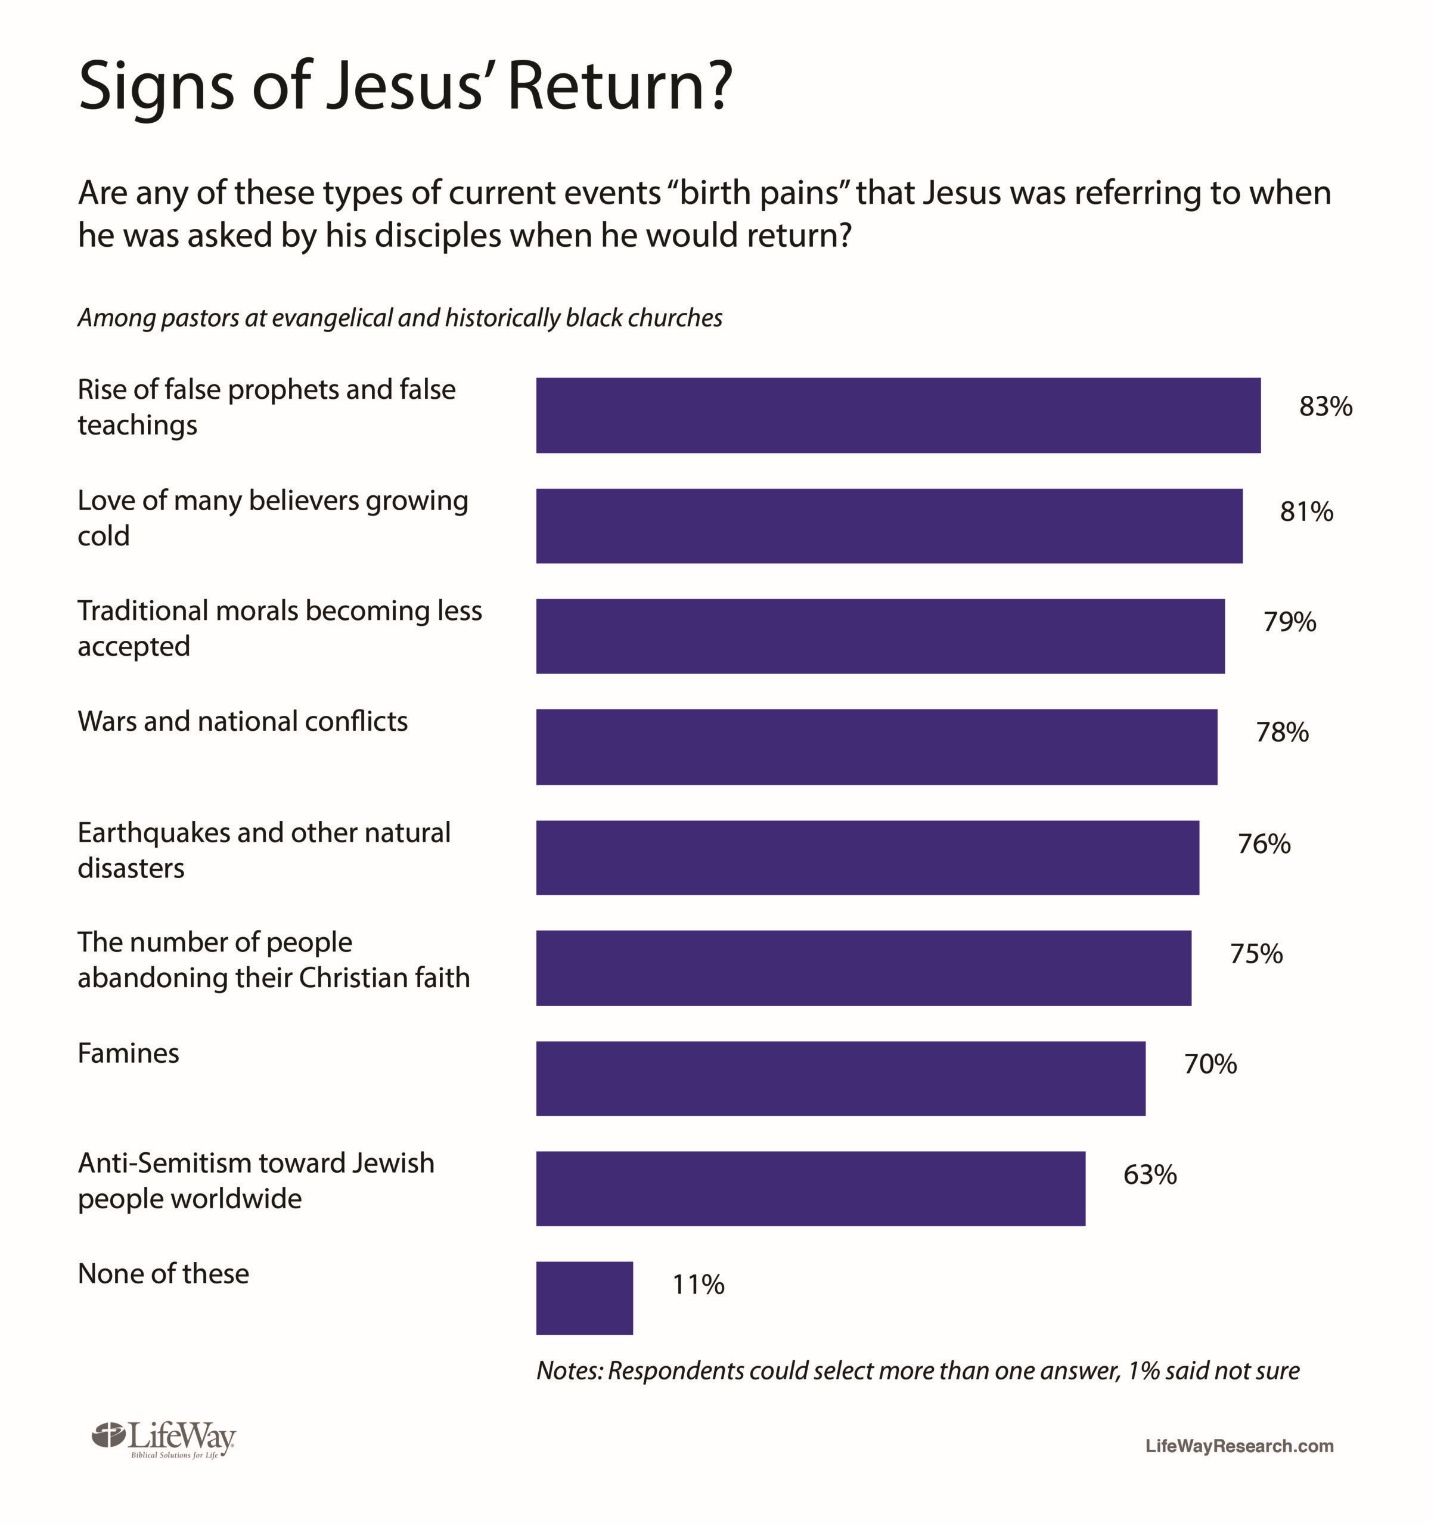 Signs of Jesus’ Return?
Are any of these types of current events “birth pains” that Jesus was referring to when
he was asked by his disciples when he would return?
Among pastors at evangelical and historically black churches
Rise of false prophets and false
teachings
83%
Love of many believers growing
cold
81%
Traditional morals becoming less
accepted
79%
Wars and national conflicts
78%
Earthquakes and other natural
disasters
76%
The number of people
abandoning their Christian faith
75%
Famines
70%
Anti-Semitism toward Jewish
people worldwide
63%
None of these
11%
Notes: Respondents could select more than one answer, 1% said not sure
LifeWay
Biblical Solutions for Life
LifeWayResearch.com